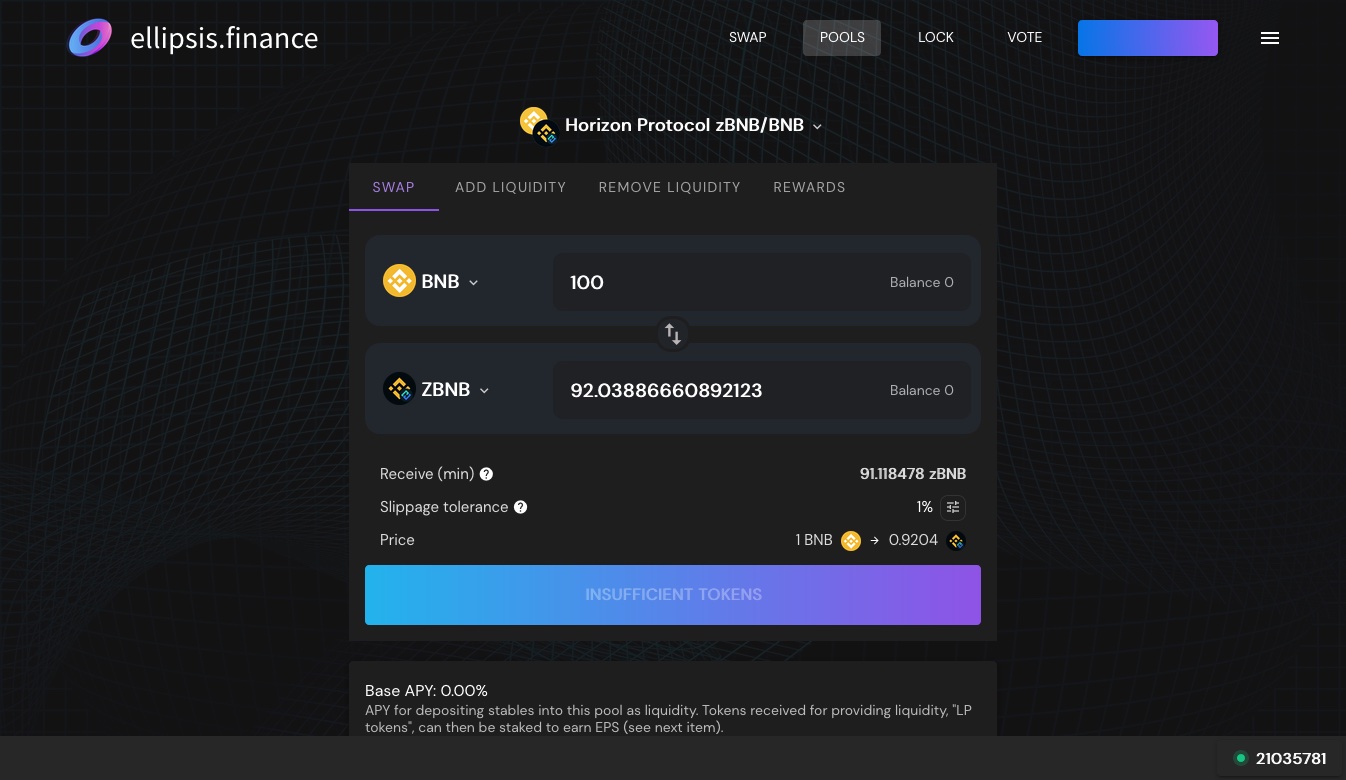 ellipsis.finance
SWAP
POOLS
LOCK
VOTE
Horizon Protocol zBNB/BNB
SWAP
ADD LIQUIDITY
REMOVE LIQUIDITY
REWARDS
BNB
100
Balance 0
ZBNB
92.03886660892123
Balance 0
Receive (min)
91.118478 zBNB
Slippage tolerance
1%
Price
1 BNB → 0.9204
INSUFFICIENT TOKENS
Base APY: 0.00%
APY for depositing stables into this pool as liquidity. Tokens received for providing liquidity, "LP
tokens", can then be staked to earn EPS (see next item).
21035781